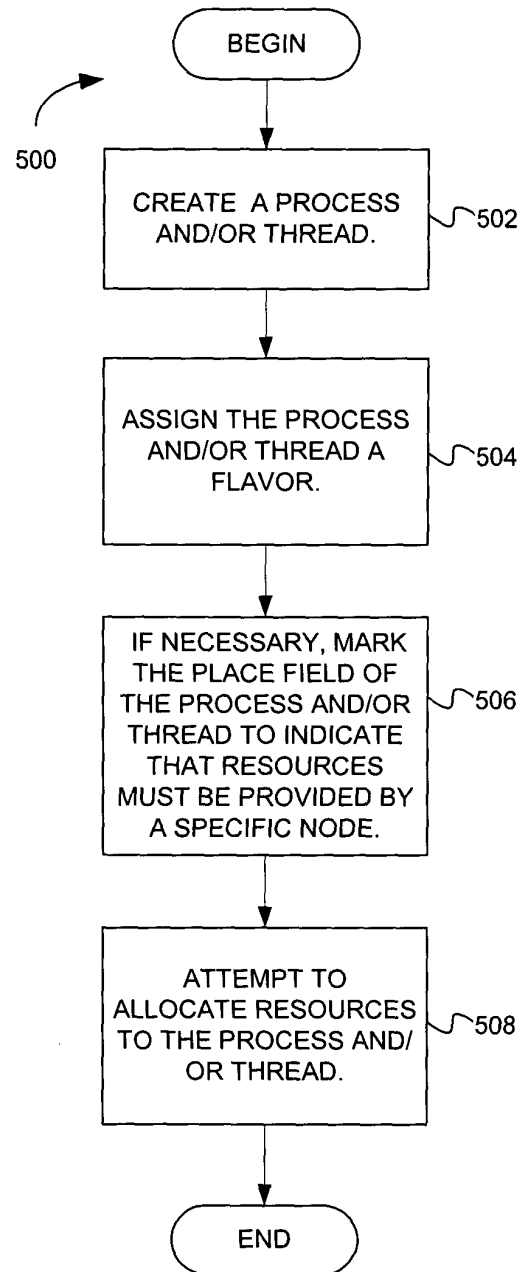 BEGIN
500
CREATE A PROCESS
AND/OR THREAD.
502
ASSIGN THE PROCESS
AND/OR THREAD A
FLAVOR.
504
IF NECESSARY, MARK
THE PLACE FIELD OF
THE PROCESS AND/OR
THREAD TO INDICATE
THAT RESOURCES
MUST BE PROVIDED BY
A SPECIFIC NODE.
506
ATTEMPT TO
ALLOCATE RESOURCES
TO THE PROCESS AND/
OR THREAD.
508
END